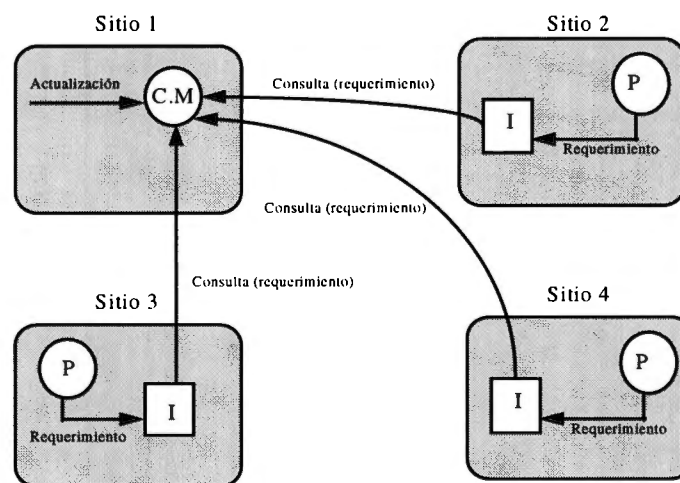 Sitio 1
Sitio 2
Actualización
C.M
Consulta (requerimiento)
P
I
Requerimiento
Consulta (requerimiento)
Consulta (requerimiento)
Sitio 3
Sitio 4
P
I
Requerimiento
P
I
Requerimiento